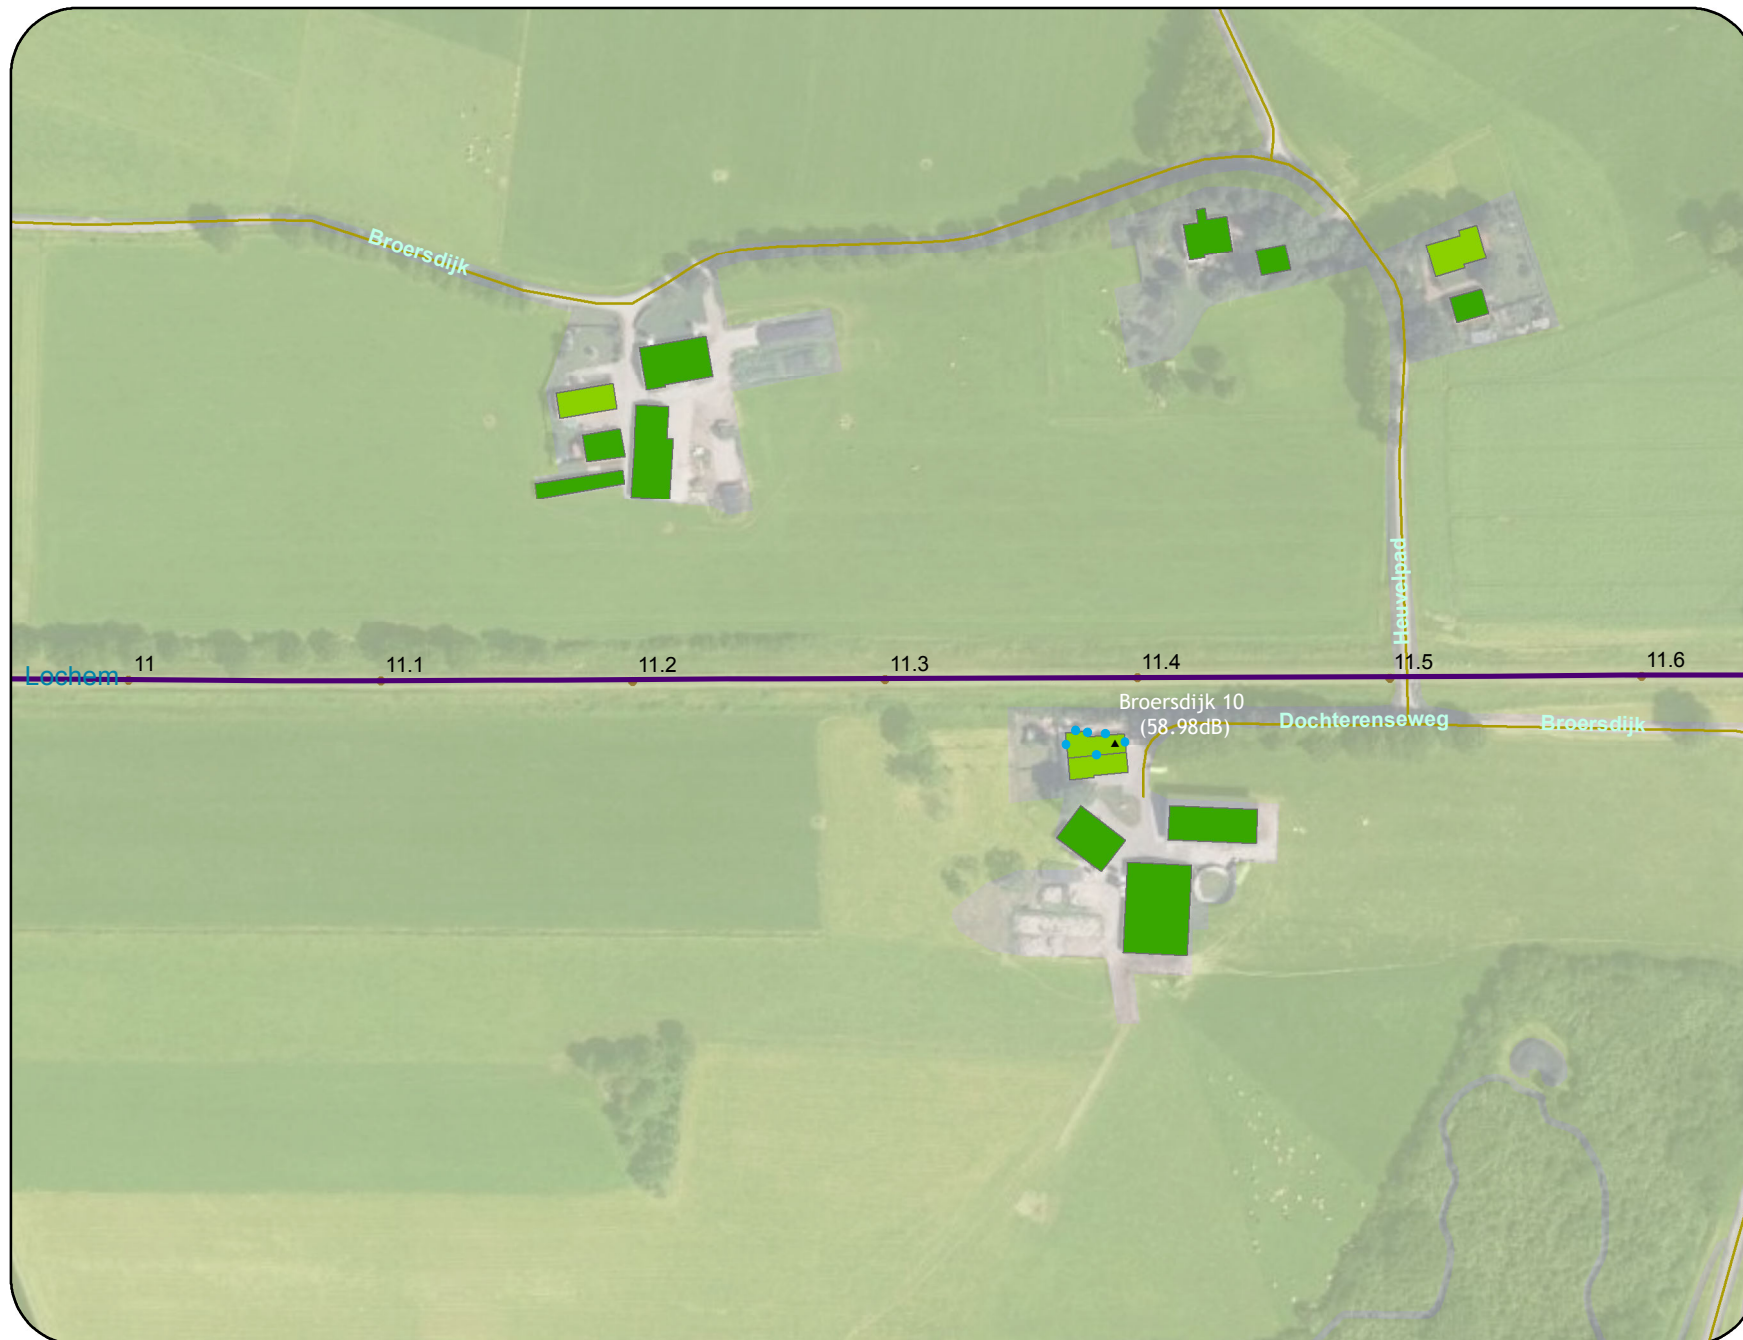 Broersdijk
Heuvelpad
Lochem
11
11.1
11.2
11.3
11.4
11.5
11.6
Broersdijk 10
(58.98dB)
Dochterenseweg
Broersdijk